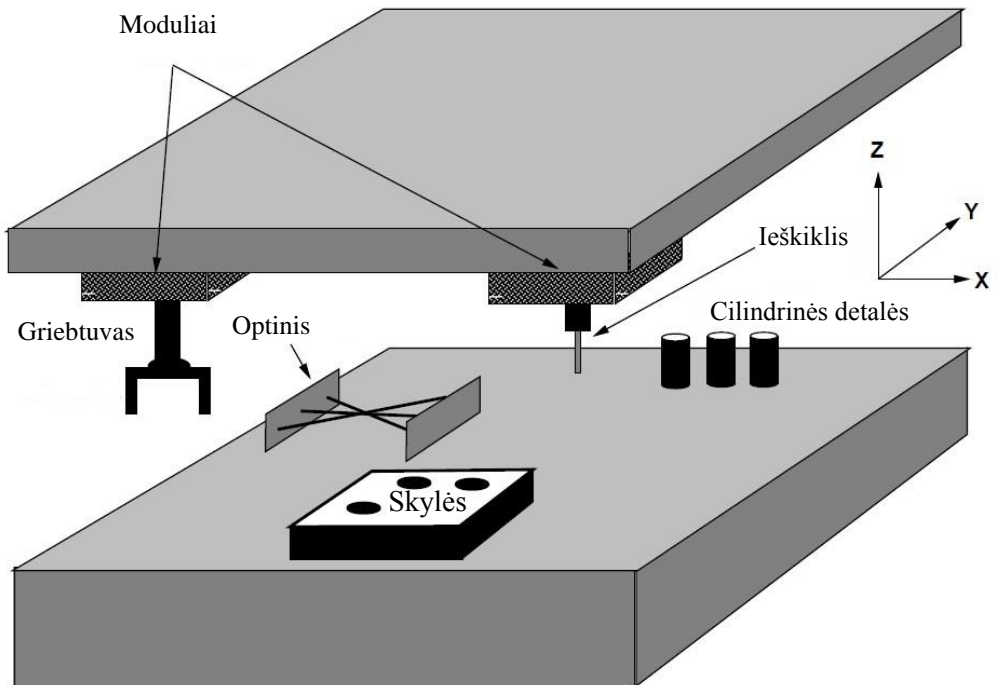 Moduliai
Z
Y
Ieškiklis
X
Griebtuvas
Optinis
Cilindrinės detalės
Skylės